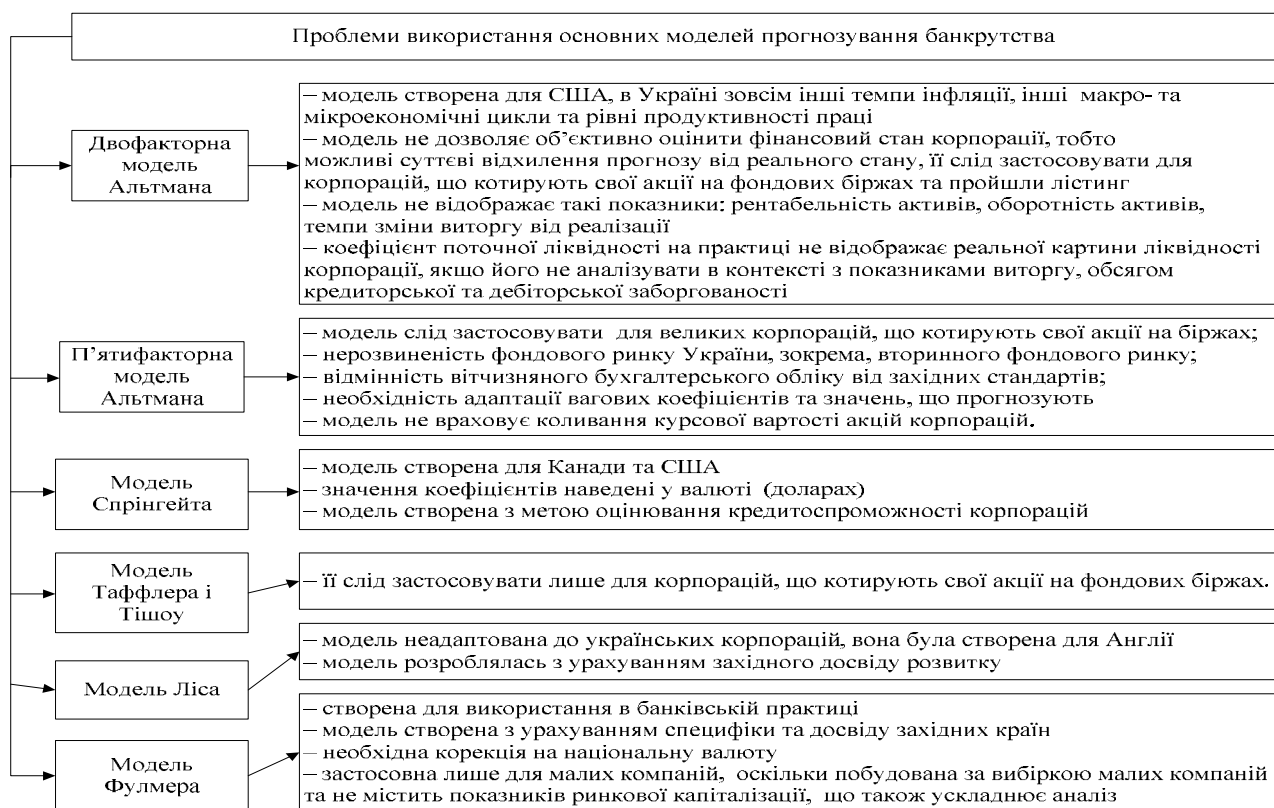 Проблеми використання основних моделей прогнозування банкрутства
Двофакторна
модель
Альтмана
– модель створена для США, в Україні зовсім інші темпи інфляції, інші макро- та
мікроекономічні цикли та рівні продуктивності праці
– модель не дозволяє об’єктивно оцінити фінансовий стан корпорації, тобто
можливі суттєві відхилення прогнозу від реального стану, її слід застосовувати для
корпорацій, що котирують свої акції на фондових біржах та пройшли лістинг
– модель не відображає такі показники: рентабельність активів, оборотність активів,
темпи зміни виторгу від реалізації
– коефіцієнт поточної ліквідності на практиці не відображає реальної картини ліквідності
корпорації, якщо його не аналізувати в контексті з показниками виторгу, обсягом
кредиторської та дебіторської заборгованості
П’ятифакторна
модель
Альтмана
– модель слід застосовувати для великих корпорацій, що котирують свої акції на біржах;
– нерозвиненість фондового ринку України, зокрема, вторинного фондового ринку;
– відмінність вітчизняного бухгалтерського обліку від західних стандартів;
– необхідність адаптації вагових коефіцієнтів та значень, що прогнозують
– модель не враховує коливання курсової вартості акцій корпорацій.
Модель
Спрінгейта
– модель створена для Канади та США
– значення коефіцієнтів наведені у валюті (доларах)
– модель створена з метою оцінювання кредитоспроможності корпорацій
Модель
Таффлера і
Тішоу
– її слід застосовувати лише для корпорацій, що котирують свої акції на фондових біржах.
Модель Ліса
– модель неадаптована до українських корпорацій, вона була створена для Англії
– модель розроблялась з урахуванням західного досвіду розвитку
Модель
Фулмера
– створена для використання в банківській практиці
– модель створена з урахуванням специфіки та досвіду західних країн
– необхідна корекція на національну валюту
– застосовна лише для малих компаній, оскільки побудована за вибіркою малих компаній
та не містить показників ринкової капіталізації, що також ускладнює аналіз